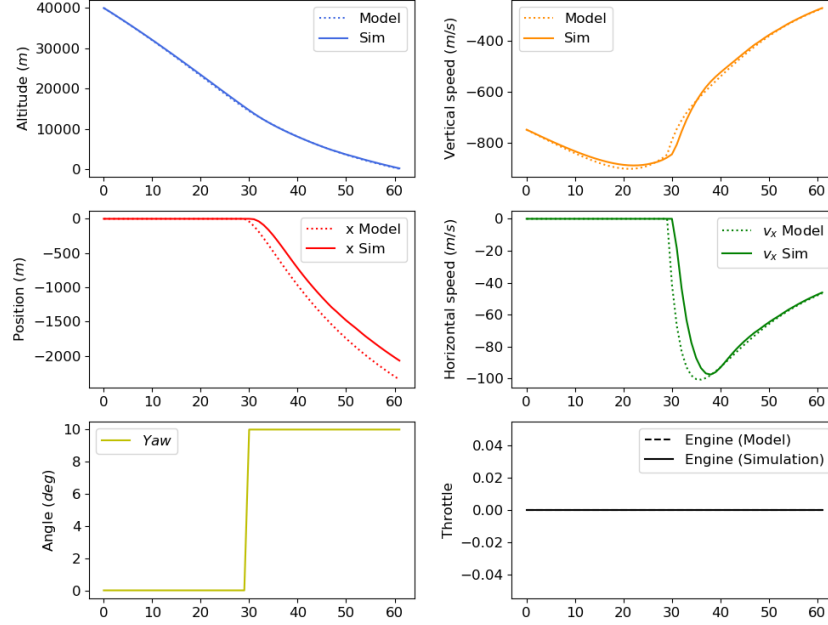 40000
30000
20000
10000
0
Altitude (m)
Model
Sim
0 10 20 30 40 50 60
−400
−600
−800
Vertical speed (m/s)
Model
Sim
0 10 20 30 40 50 60
0
−500
−1000
−1500
−2000
Position (m)
x Model
x Sim
0 10 20 30 40 50 60
0
−20
−40
−60
−80
−100
Horizontal speed (m/s)
vₓ Model
vₓ Sim
0 10 20 30 40 50 60
10
8
6
4
2
0
Angle (deg)
Yaw
0 10 20 30 40 50 60
0.04
0.02
0.00
−0.02
−0.04
Throttle
Engine (Model)
Engine (Simulation)
0 10 20 30 40 50 60